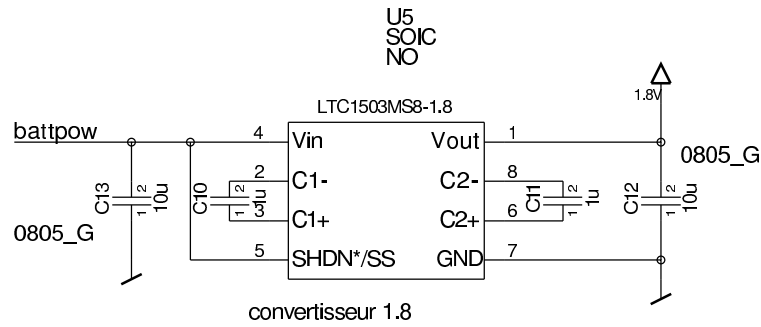 U5
SOIC
NO
LTC1503MS8-1.8
1.8V
battpow
4 Vin Vout 1
0805_G
2 C1- C2- 8
C13 1 2 10u
C10 1 2 1u
C11 1 2 1u
C12 1 2 10u
3 C1+ C2+ 6
0805_G
5 SHDN*/SS GND 7
convertisseur 1.8